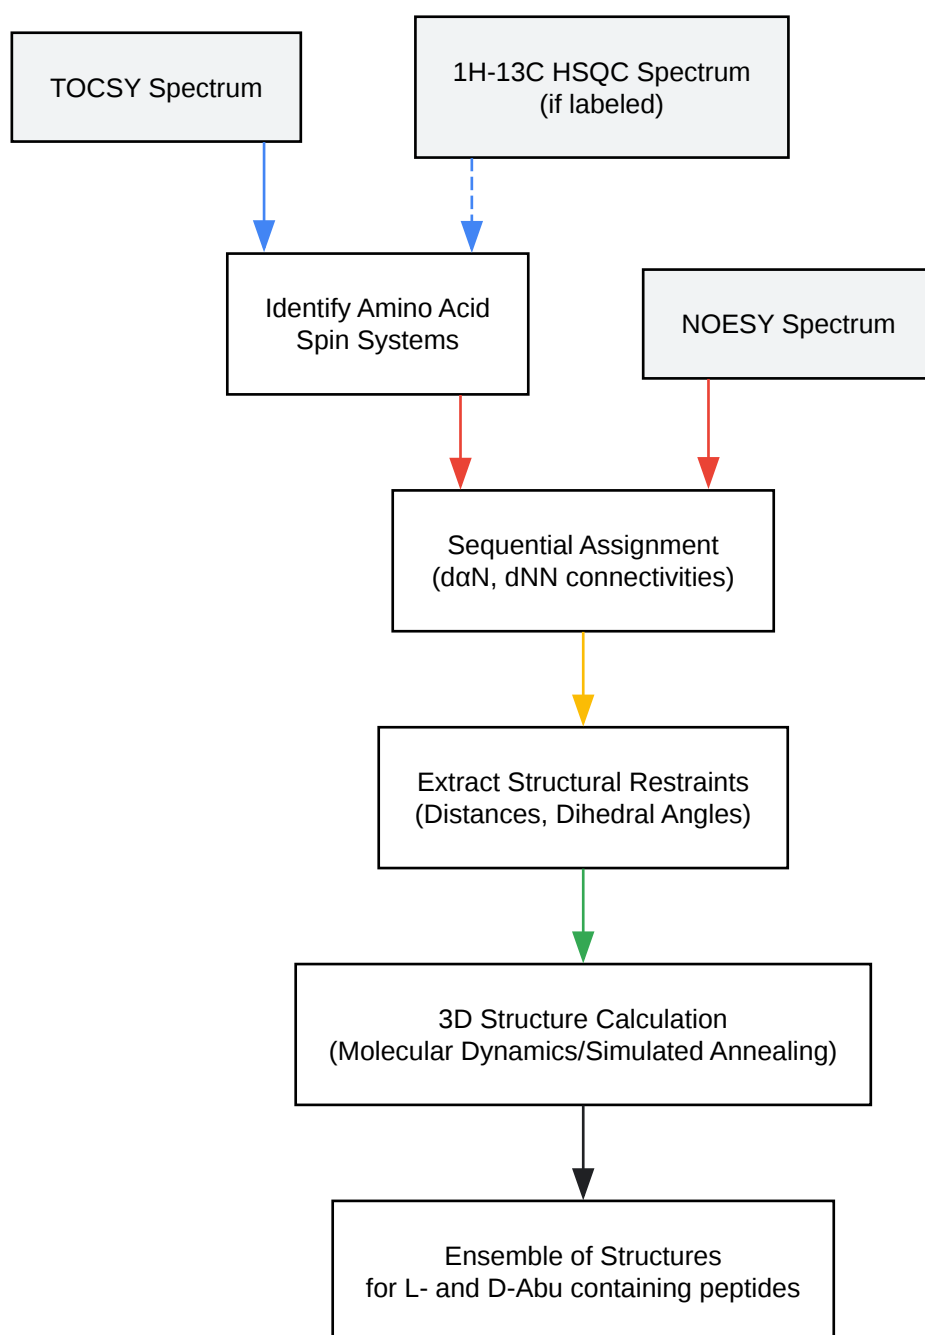 TOCSY Spectrum
1H-13C HSQC Spectrum
(if labeled)
Identify Amino Acid
Spin Systems
NOESY Spectrum
Sequential Assignment
(dαN, dNN connectivities)
Extract Structural Restraints
(Distances, Dihedral Angles)
3D Structure Calculation
(Molecular Dynamics/Simulated Annealing)
Ensemble of Structures
for L- and D-Abu containing peptides